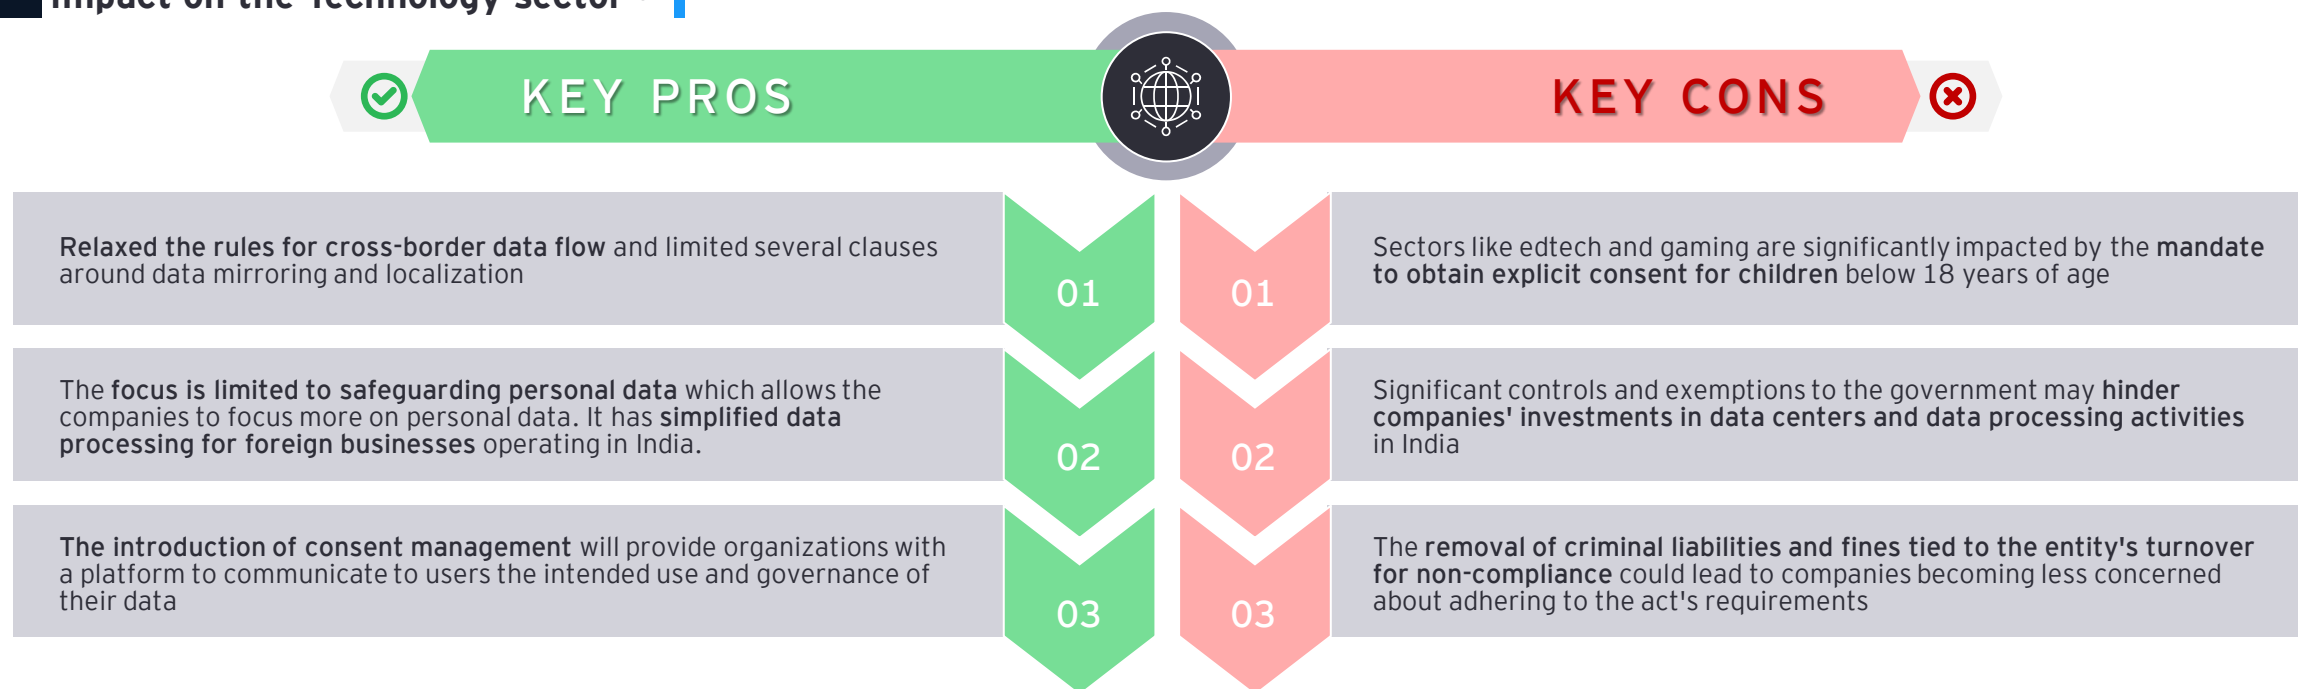 Impact on the Technology sector
KEY PROS
KEY CONS
Relaxed the rules for cross-border data flow and limited several clauses
around data mirroring and localization
01
01
Sectors like edtech and gaming are significantly impacted by the mandate
to obtain explicit consent for children below 18 years of age
The focus is limited to safeguarding personal data which allows the
companies to focus more on personal data. It has simplified data
processing for foreign businesses operating in India.
02
02
Significant controls and exemptions to the government may hinder
companies' investments in data centers and data processing activities
in India
The introduction of consent management will provide organizations with
a platform to communicate to users the intended use and governance of
their data
03
03
The removal of criminal liabilities and fines tied to the entity's turnover
for non-compliance could lead to companies becoming less concerned
about adhering to the act's requirements